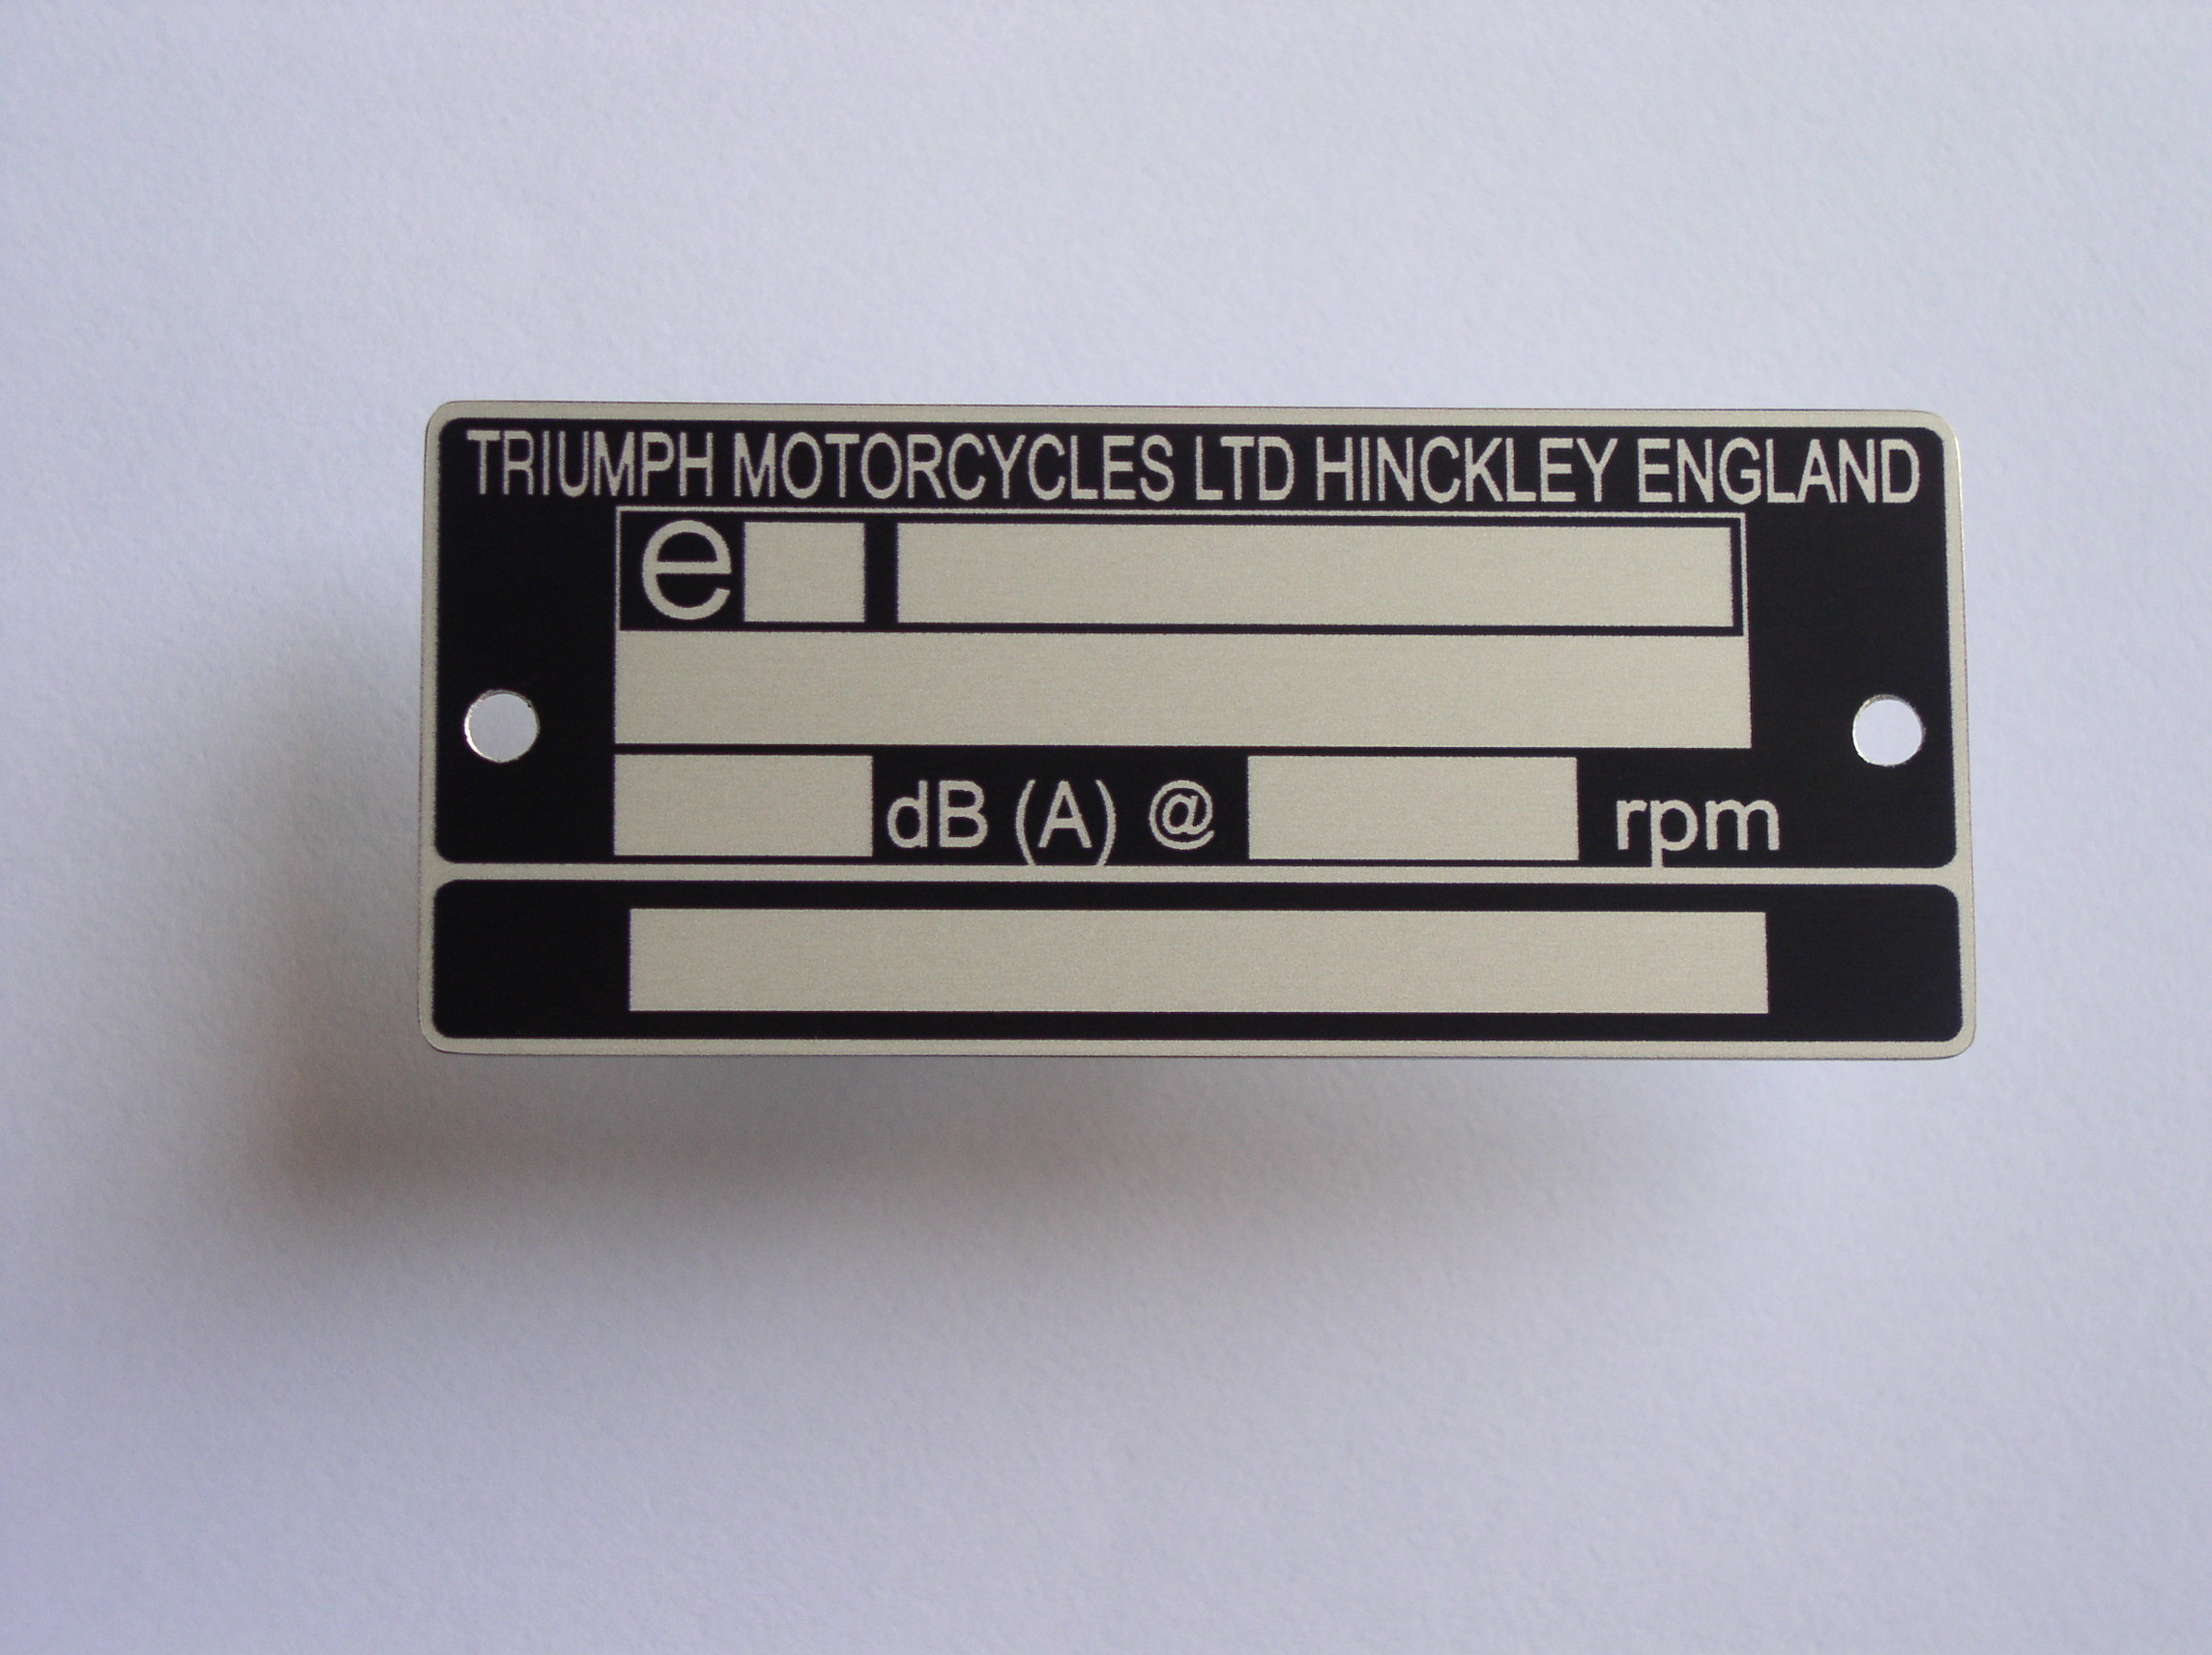 TRIUMPH MOTORCYCLES LTD HINCKLEY ENGLAND
e
dB (A) @ rpm